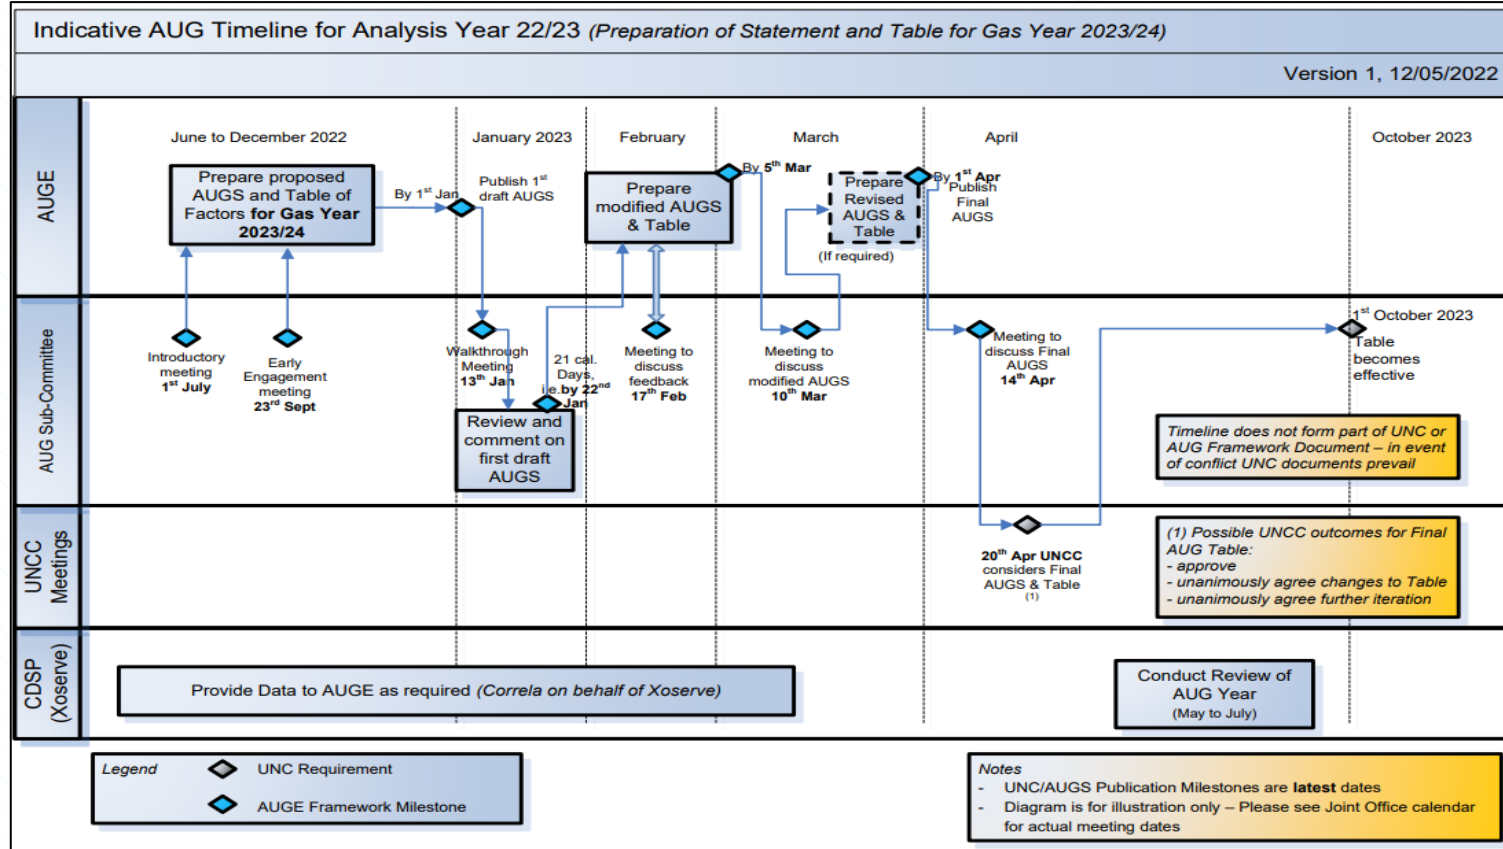 Indicative AUG Timeline for Analysis Year 22/23 (Preparation of Statement and Table for Gas Year 2023/24)
Version 1, 12/05/2022
AUGE
June to December 2022
January 2023
February
March
April
October 2023
Prepare proposed
AUGS and Table of
Factors for Gas Year
2023/24
By 1st Jan
Publish 1st
draft AUGS
Prepare
modified AUGS
& Table
By 5th Mar
Prepare
Revised
AUGS &
Table
(If required)
By 1st Apr
Publish
Final
AUGS
AUG Sub-Committee
Introductory
meeting
1st July
Early
Engagement
meeting
23rd Sept
Walkthrough
Meeting
13th Jan
21 cal.
Days,
i.e.by 22nd
Jan
Review and
comment on
first draft
AUGS
Meeting to
discuss
feedback
17th Feb
Meeting to
discuss
modified AUGS
10th Mar
Meeting to
discuss Final
AUGS
14th Apr
1st October 2023
Table
becomes
effective
Timeline does not form part of UNC or
AUG Framework Document – in event
of conflict UNC documents prevail
UNCC
Meetings
20th Apr UNCC
considers Final
AUGS & Table
(1)
(1) Possible UNCC outcomes for Final
AUG Table:
- approve
- unanimously agree changes to Table
- unanimously agree further iteration
CDSP
(Xoserve)
Provide Data to AUGE as required (Correla on behalf of Xoserve)
Conduct Review of
AUG Year
(May to July)
Legend
UNC Requirement
AUGE Framework Milestone
Notes
- UNC/AUGS Publication Milestones are latest dates
- Diagram is for illustration only – Please see Joint Office calendar
for actual meeting dates